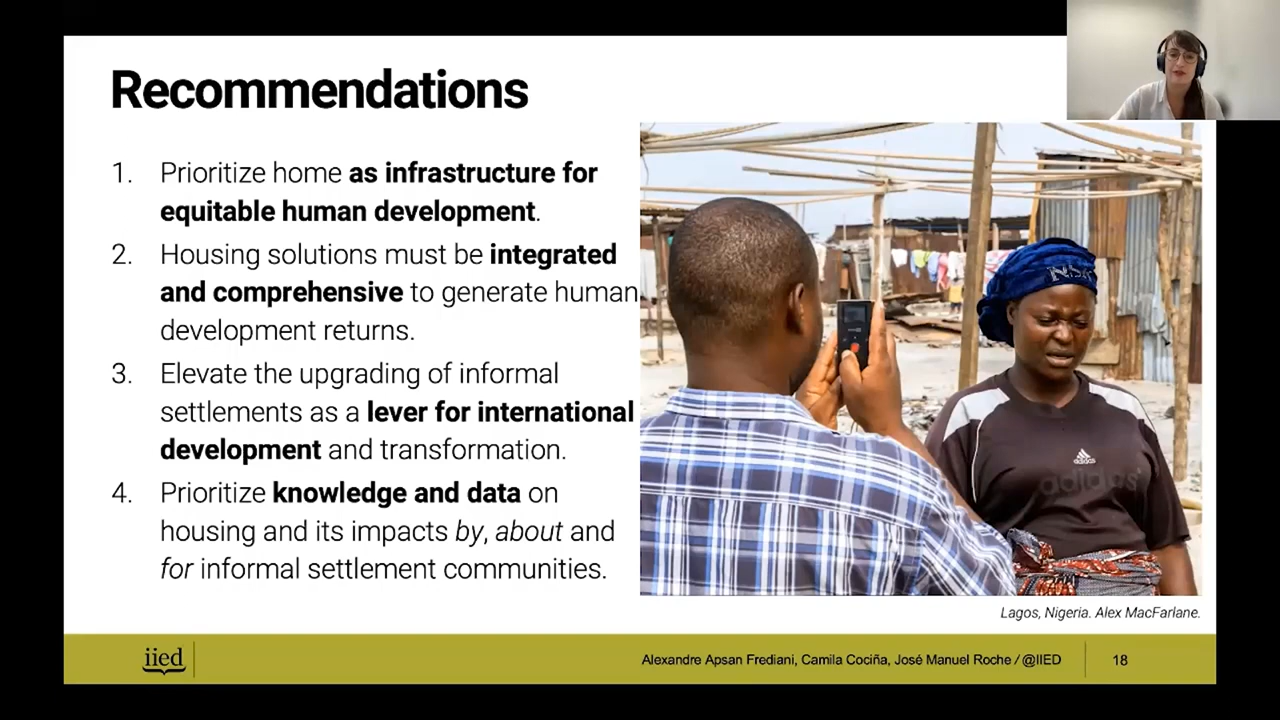 Recommendations
1. Prioritize home as infrastructure for
equitable human development.
2. Housing solutions must be integrated
and comprehensive to generate human
development returns.
3. Elevate the upgrading of informal
settlements as a lever for international
development and transformation.
4. Prioritize knowledge and data on
housing and its impacts by, about and
for informal settlement communities.
adidas
adidas
Lagos, Nigeria. Alex MacFarlane.
iied
Alexandre Apsan Frediani, Camila Cociña, José Manuel Roche / @IIED
18